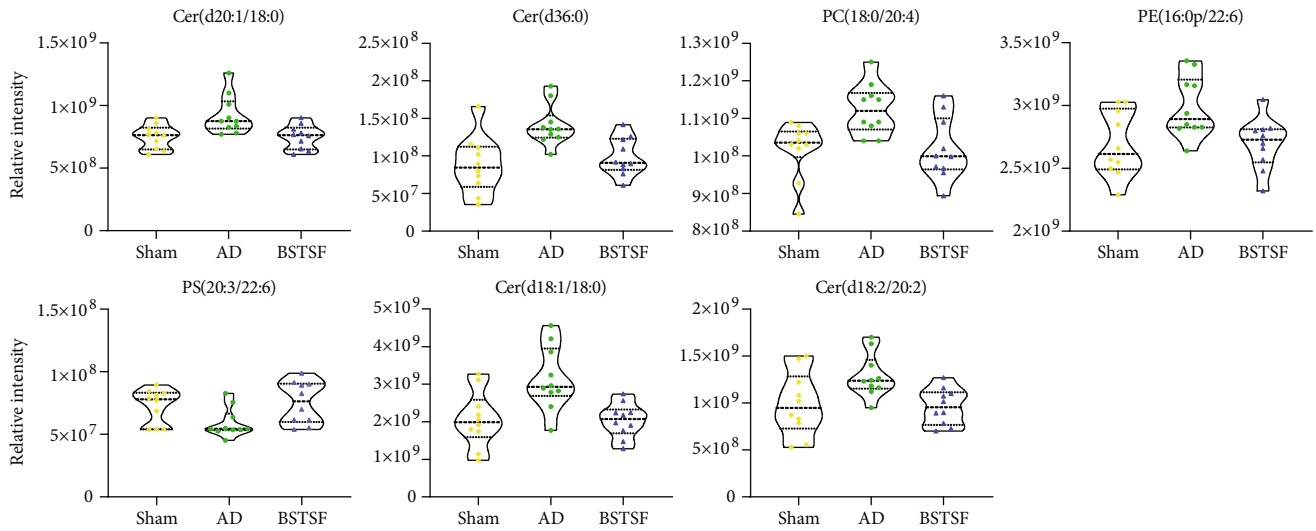 Cer(d20:1/18:0)
Relative intensity
1.5×10⁹
1×10⁹
5×10⁸
0
Sham AD BSTSF
Cer(d36:0)
2.5×10⁸
2×10⁸
1.5×10⁸
1×10⁸
5×10⁷
0
Sham AD BSTSF
PC(18:0/20:4)
1.3×10⁹
1.2×10⁹
1.1×10⁹
1×10⁸
9×10⁸
8×10⁸
Sham AD BSTSF
PE(16:0p/22:6)
3.5×10⁹
3×10⁹
2.5×10⁹
2×10⁹
Sham AD BSTSF
PS(20:3/22:6)
Relative intensity
1.5×10⁸
1×10⁸
5×10⁷
0
Sham AD BSTSF
Cer(d18:1/18:0)
5×10⁹
4×10⁹
3×10⁹
2×10⁹
1×10⁹
0
Sham AD BSTSF
Cer(d18:2/20:2)
2×10⁹
1.5×10⁹
1×10⁹
5×10⁸
0
Sham AD BSTSF